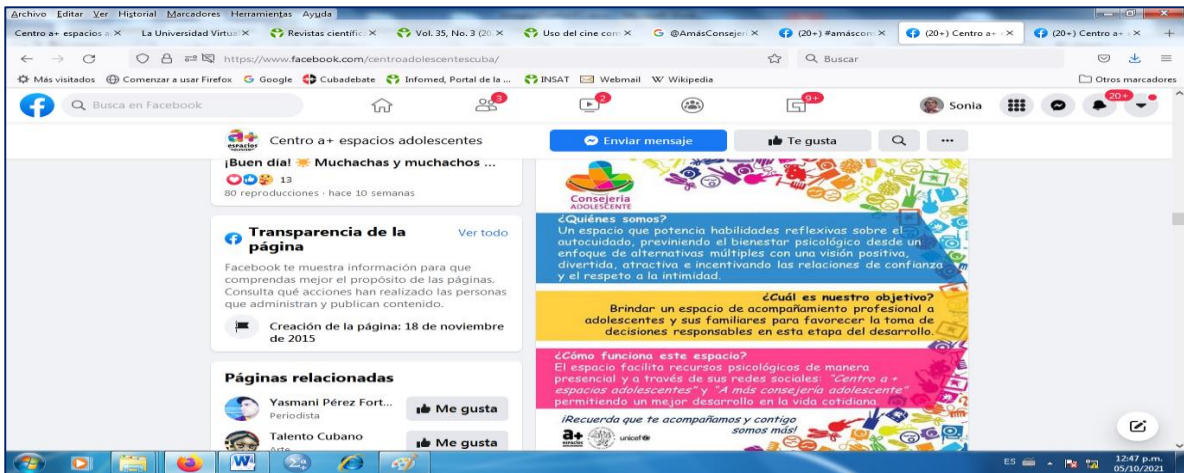 Archivo Editar Ver Historial Marcadores Herramientas Ayuda
Centro a+ espacios a
La Universidad Virtua
Revistas científic
Vol. 35, No. 3 (20
Uso del cine com
@AmásConsejer
(20+) #amáscon
(20+) Centro a+
(20+) Centro a+
https://www.facebook.com/centroadolescentescuba/
Buscar
Más visitados
Comenzar a usar Firefox
Google
Cubadebate
Infomed, Portal de la ...
INSAT
Webmail
W Wikipedia
Otros marcadores
Busca en Facebook
3
2
9+
Sonia
20+
a+
espacios
Centro a+ espacios adolescentes
Enviar mensaje
Te gusta
¡Buen día! Muchachas y muchachos ...
13
80 reproducciones · hace 10 semanas
Transparencia de la página
Ver todo
Facebook te muestra información para que
comprendas mejor el propósito de las páginas.
Consulta qué acciones han realizado las personas
que administran y publican contenido.
Creación de la página: 18 de noviembre
de 2015
Páginas relacionadas
Yasmani Pérez Fort...
Periodista
Me gusta
Talento Cubano
Arte
Me gusta
Consejería
ADOLESCENTE
¿Quiénes somos?
Un espacio que potencia habilidades reflexivas sobre el
autocuidado, previniendo el bienestar psicológico desde un
enfoque de alternativas múltiples con una visión positiva,
divertida, atractiva e incentivando las relaciones de confianza
y el respeto a la intimidad.
¿Cuál es nuestro objetivo?
Brindar un espacio de acompañamiento profesional a
adolescentes y sus familiares para favorecer la toma de
decisiones responsables en esta etapa del desarrollo.
¿Cómo funciona este espacio?
El espacio facilita recursos psicológicos de manera
presencial y a través de sus redes sociales: "Centro a +
espacios adolescentes" y "A más consejería adolescente"
permitiendo un mejor desarrollo en la vida cotidiana.
¡Recuerda que te acompañamos y contigo
somos más!
a+
espacios
unicef
ES
12:47 p.m.
05/10/2021